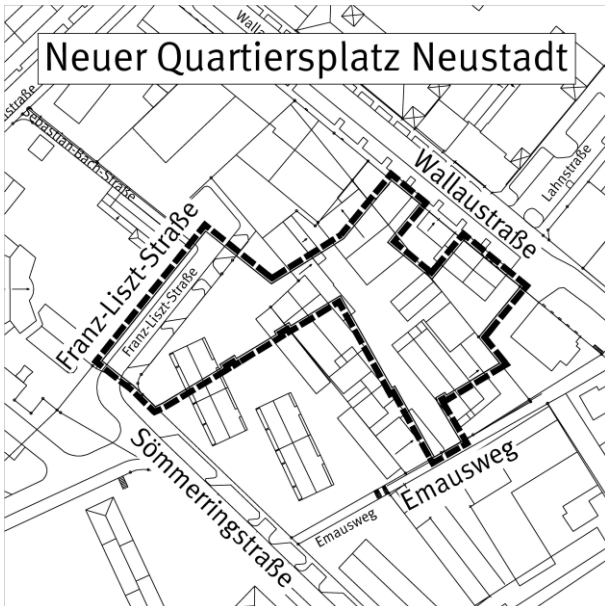 Neuer Quartiersplatz Neustadt
Sebastian-Bach-Straße
Wallaustraße
Lahnstraße
Franz-Liszt-Straße
Franz-Liszt-Straße
Sömmerringstraße
Emausweg
Emausweg